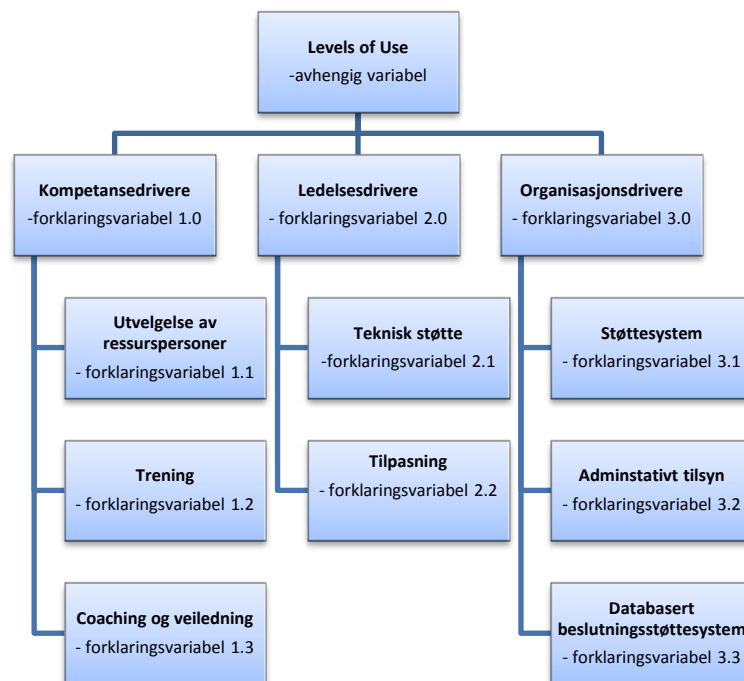 Levels of Use
-avhengig variabel
Kompetansedrivere
-forklaringsvariabel 1.0
Ledelsesdrivere
- forklaringsvariabel 2.0
Organisasjonsdrivere
- forklaringsvariabel 3.0
Utvelgelse av
ressurspersoner
- forklaringsvariabel 1.1
Teknisk støtte
-forklaringsvariabel 2.1
Støttesystem
- forklaringsvariabel 3.1
Trening
- forklaringsvariabel 1.2
Tilpasning
- forklaringsvariabel 2.2
Adminstativt tilsyn
- forklaringsvariabel 3.2
Coaching og veiledning
- forklaringsvariabel 1.3
Databasert
beslutningsstøttesystem
- forklaringsvariabel 3.3